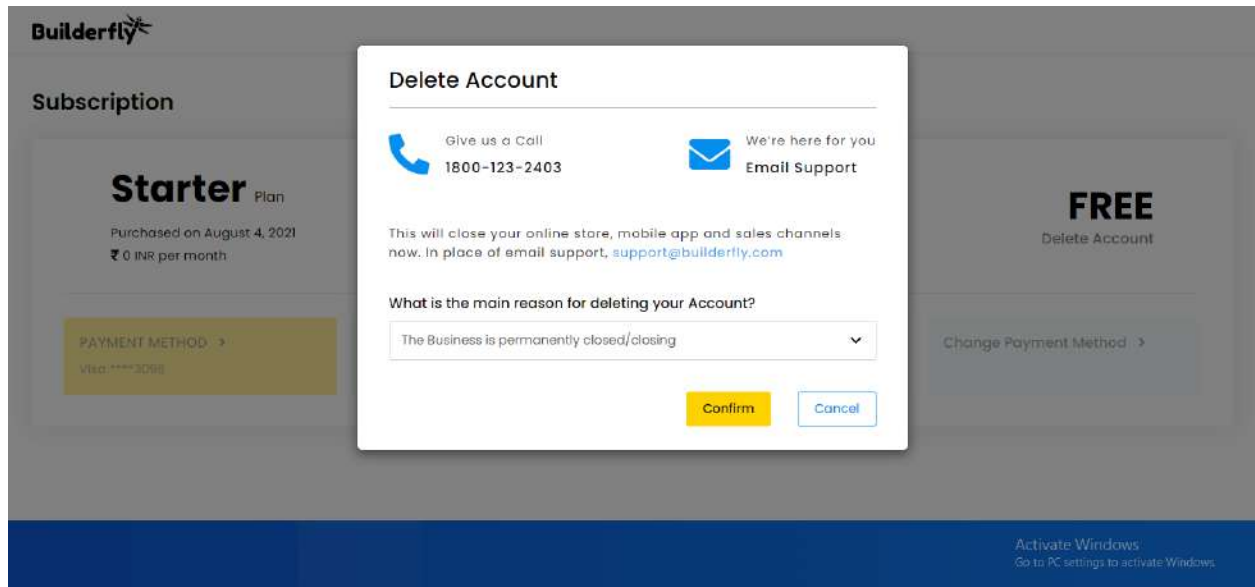 Builderfly
Subscription
Starter Plan
Purchased on August 4, 2021
₹ 0 INR per month
PAYMENT METHOD >
Visa ****3098
Delete Account
Give us a Call
1800-123-2403
We're here for you
Email Support
This will close your online store, mobile app and sales channels
now. In place of email support, support@builderfly.com
What is the main reason for deleting your Account?
The Business is permanently closed/closing
Confirm
Cancel
FREE
Delete Account
Change Payment Method >
Activate Windows
Go to PC settings to activate Windows.